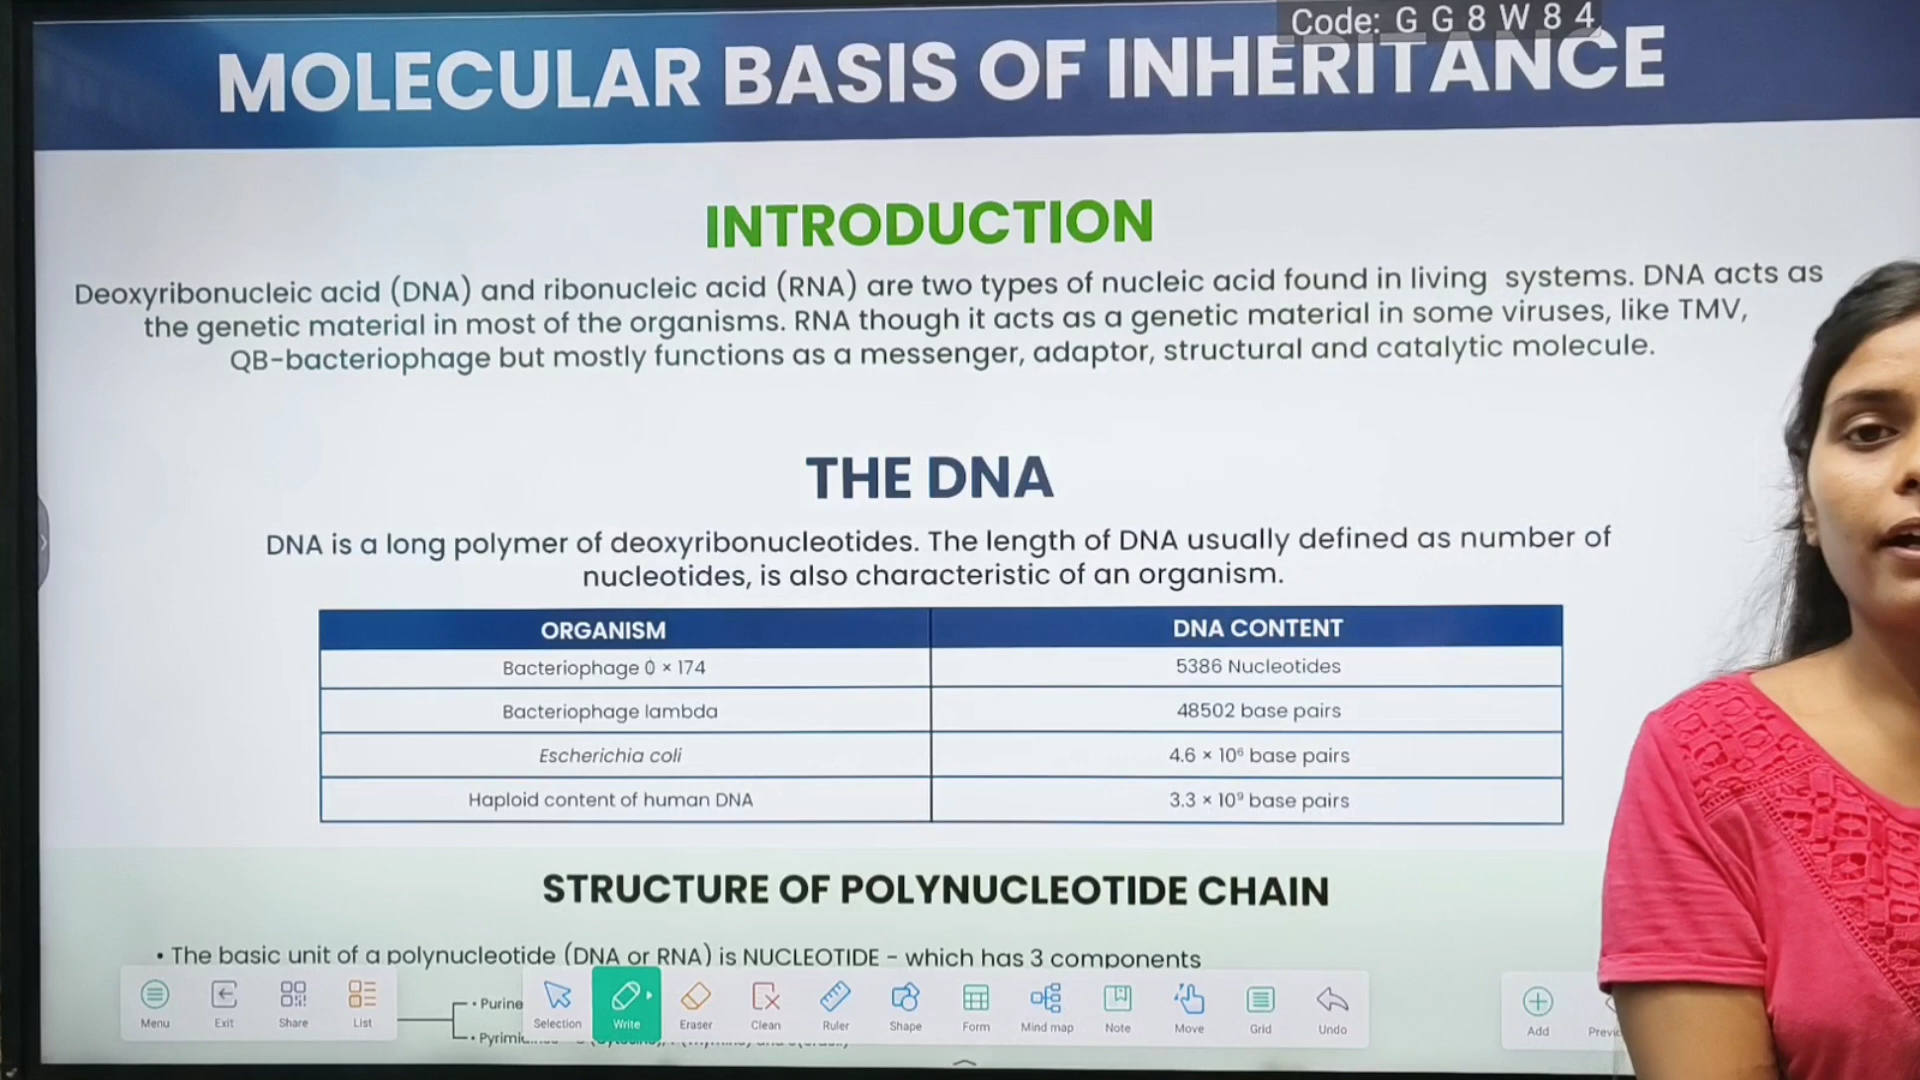 Code: G G 8 W 8 4
MOLECULAR BASIS OF INHERITANCE
INTRODUCTION
Deoxyribonucleic acid (DNA) and ribonucleic acid (RNA) are two types of nucleic acid found in living systems. DNA acts as
the genetic material in most of the organisms. RNA though it acts as a genetic material in some viruses, like TMV,
QB-bacteriophage but mostly functions as a messenger, adaptor, structural and catalytic molecule.
THE DNA
DNA is a long polymer of deoxyribonucleotides. The length of DNA usually defined as number of
nucleotides, is also characteristic of an organism.
ORGANISM DNA CONTENT
Bacteriophage 0 × 174 5386 Nucleotides
Bacteriophage lambda 48502 base pairs
Escherichia coli 4.6 × 10⁶ base pairs
Haploid content of human DNA 3.3 × 10⁹ base pairs
STRUCTURE OF POLYNUCLEOTIDE CHAIN
• The basic unit of a polynucleotide (DNA or RNA) is NUCLEOTIDE - which has 3 components
• Purine
• Pyrimi
Menu Exit Share List Selection Write Eraser Clean Ruler Shape Form Mind map Note Move Grid Undo Add Previ